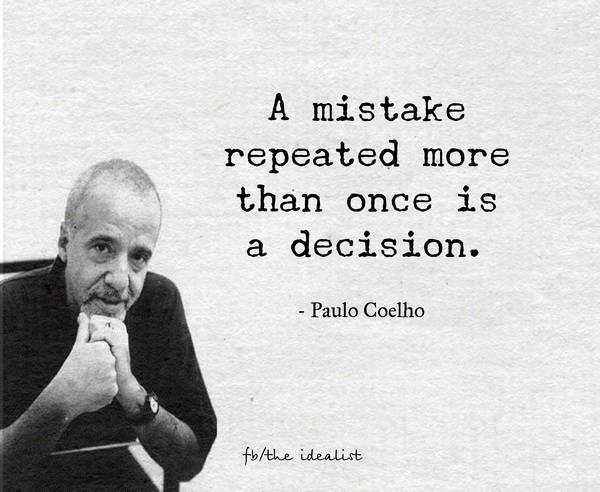 A mistake
repeated more
than once is
a decision.
- Paulo Coelho
fb/the idealist